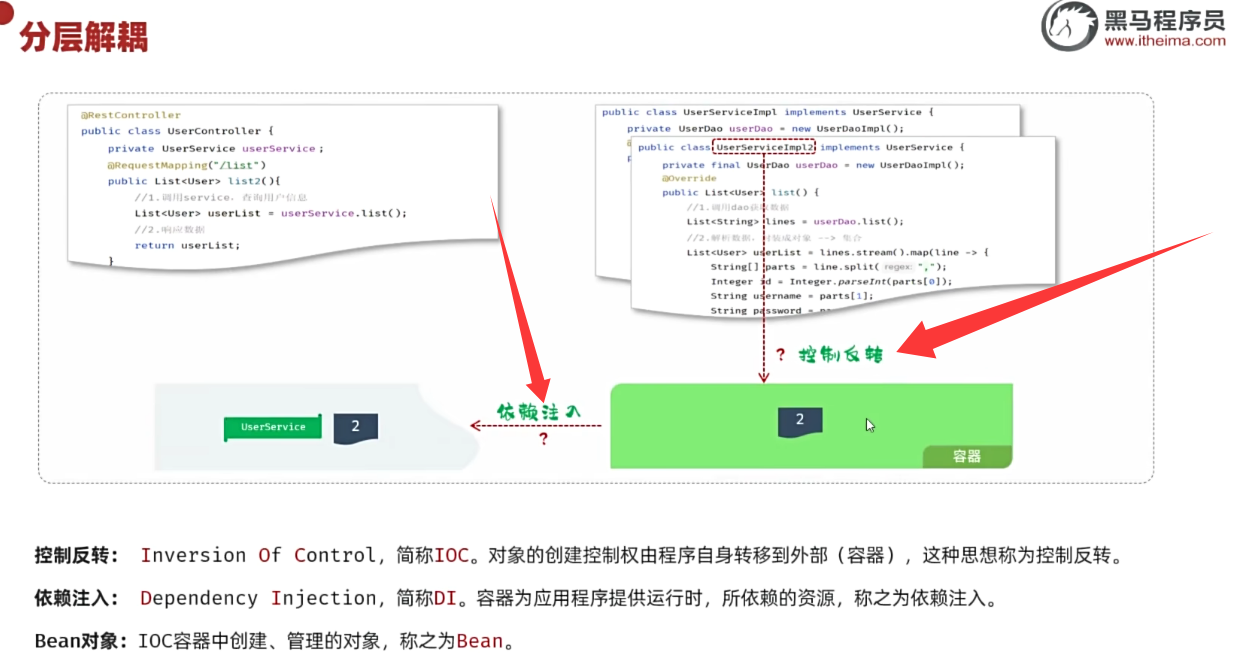 分层解耦
黑马程序员
www.itheima.com
@RestController
public class UserController {
private UserService userService;
@RequestMapping("/list")
public List<User> list2(){
//1.调用service，查询用户信息
List<User> userList = userService.list();
//2.响应数据
return userList;
}
public class UserServiceImpl implements UserService {
private UserDao userDao = new UserDaoImpl();
public class UserServiceImpl2 implements UserService {
private final UserDao userDao = new UserDaoImpl();
@Override
public List<User> list() {
//1.调用dao获取数据
List<String> lines = userDao.list();
//2.解析数据，封装成对象 --> 集合
List<User> userList = lines.stream().map(line -> {
String[] parts = line.split( regex: ",");
Integer id = Integer.parseInt(parts[0]);
String username = parts[1];
String password =
? 控制反转
依赖注入
?
UserService
2
2
容器
控制反转： Inversion Of Control，简称IOC。对象的创建控制权由程序自身转移到外部（容器），这种思想称为控制反转。
依赖注入： Dependency Injection，简称DI。容器为应用程序提供运行时，所依赖的资源，称之为依赖注入。
Bean对象：IOC容器中创建、管理的对象，称之为Bean。